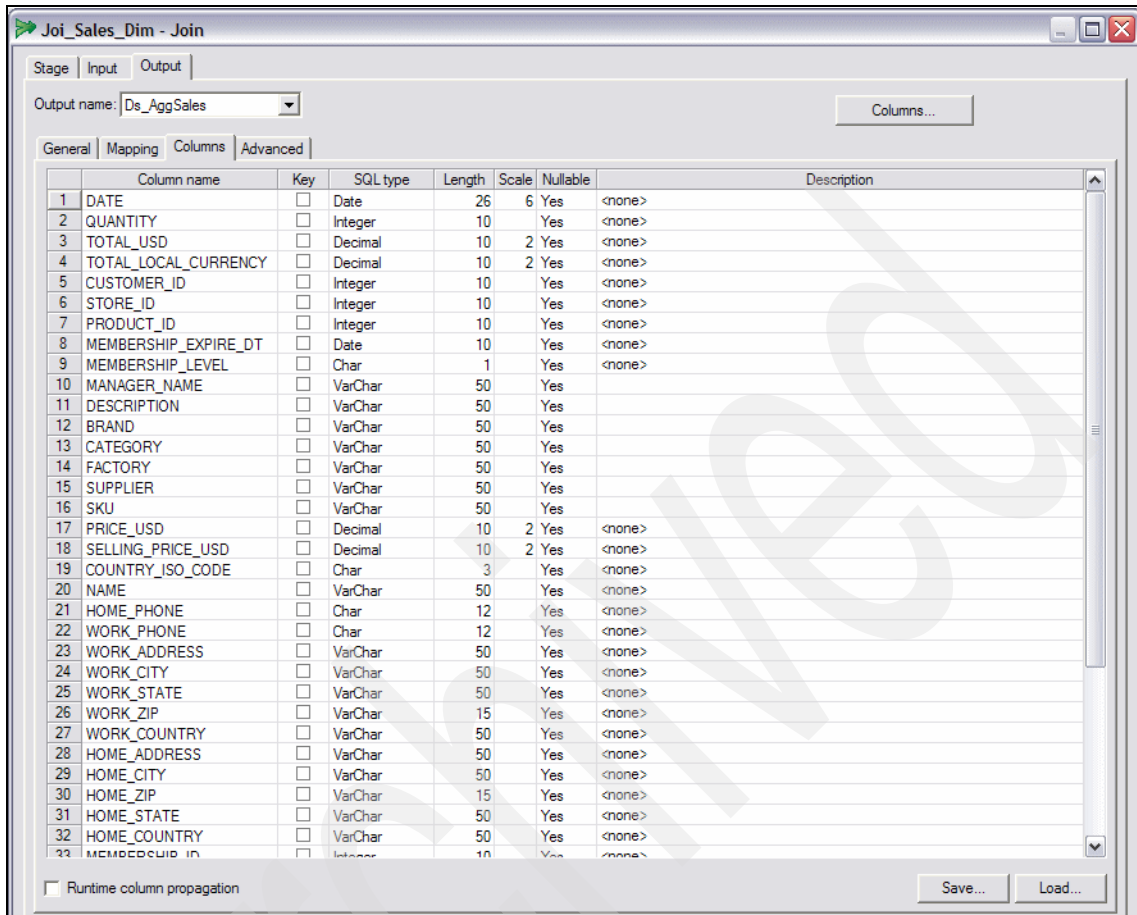 Joi_Sales_Dim - Join
Stage Input Output
Output name: Ds_AggSales Columns...
General Mapping Columns Advanced
Column name Key SQL type Length Scale Nullable Description
1 DATE Date 26 6 Yes <none>
2 QUANTITY Integer 10 Yes <none>
3 TOTAL_USD Decimal 10 2 Yes <none>
4 TOTAL_LOCAL_CURRENCY Decimal 10 2 Yes <none>
5 CUSTOMER_ID Integer 10 Yes <none>
6 STORE_ID Integer 10 Yes <none>
7 PRODUCT_ID Integer 10 Yes <none>
8 MEMBERSHIP_EXPIRE_DT Date 10 Yes <none>
9 MEMBERSHIP_LEVEL Char 1 Yes <none>
10 MANAGER_NAME VarChar 50 Yes
11 DESCRIPTION VarChar 50 Yes
12 BRAND VarChar 50 Yes
13 CATEGORY VarChar 50 Yes
14 FACTORY VarChar 50 Yes
15 SUPPLIER VarChar 50 Yes
16 SKU VarChar 50 Yes
17 PRICE_USD Decimal 10 2 Yes <none>
18 SELLING_PRICE_USD Decimal 10 2 Yes <none>
19 COUNTRY_ISO_CODE Char 3 Yes <none>
20 NAME VarChar 50 Yes <none>
21 HOME_PHONE Char 12 Yes <none>
22 WORK_PHONE Char 12 Yes <none>
23 WORK_ADDRESS VarChar 50 Yes <none>
24 WORK_CITY VarChar 50 Yes <none>
25 WORK_STATE VarChar 50 Yes <none>
26 WORK_ZIP VarChar 15 Yes <none>
27 WORK_COUNTRY VarChar 50 Yes <none>
28 HOME_ADDRESS VarChar 50 Yes <none>
29 HOME_CITY VarChar 50 Yes <none>
30 HOME_ZIP VarChar 15 Yes <none>
31 HOME_STATE VarChar 50 Yes <none>
32 HOME_COUNTRY VarChar 50 Yes <none>
33 MEMBERSHIP_ID Integer 10 Yes <none>
Runtime column propagation Save... Load...
hived